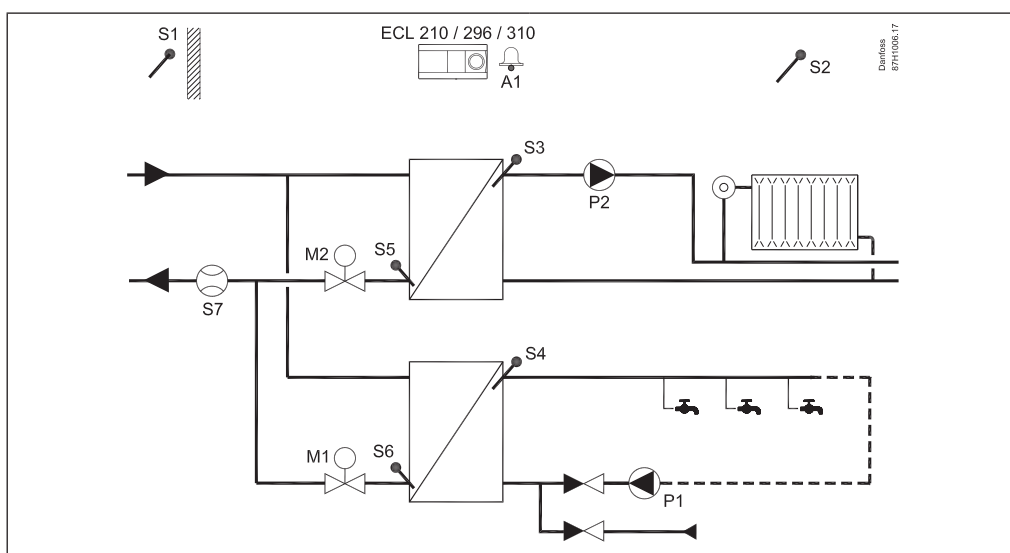 S1
ECL 210 / 296 / 310
A1
S2
Danfoss
87H1006.17
S3
P2
M2
S5
S7
S4
M1
S6
P1